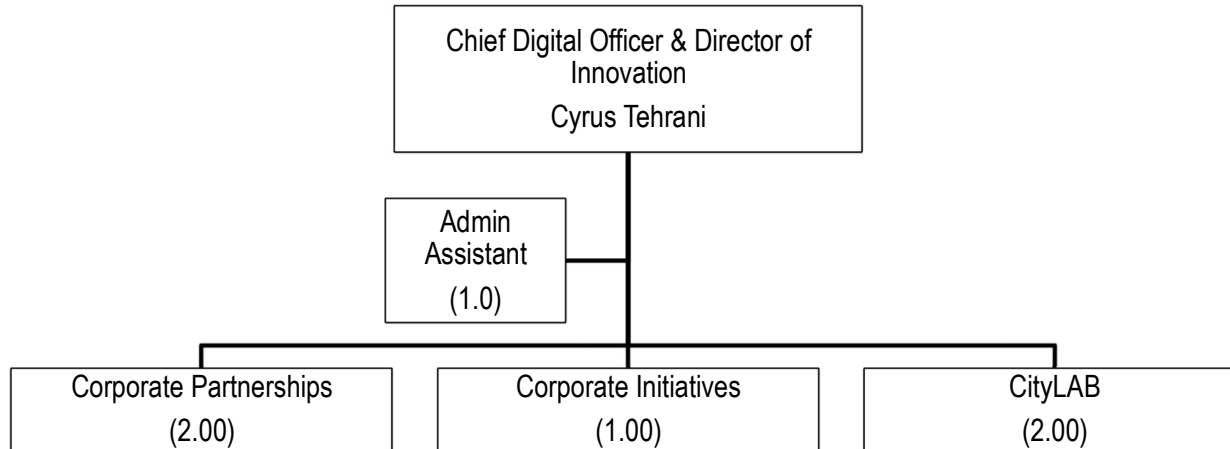 Chief Digital Officer & Director of
Innovation
Cyrus Tehrani
Admin
Assistant
(1.0)
Corporate Partnerships
(2.00)
Corporate Initiatives
(1.00)
CityLAB
(2.00)